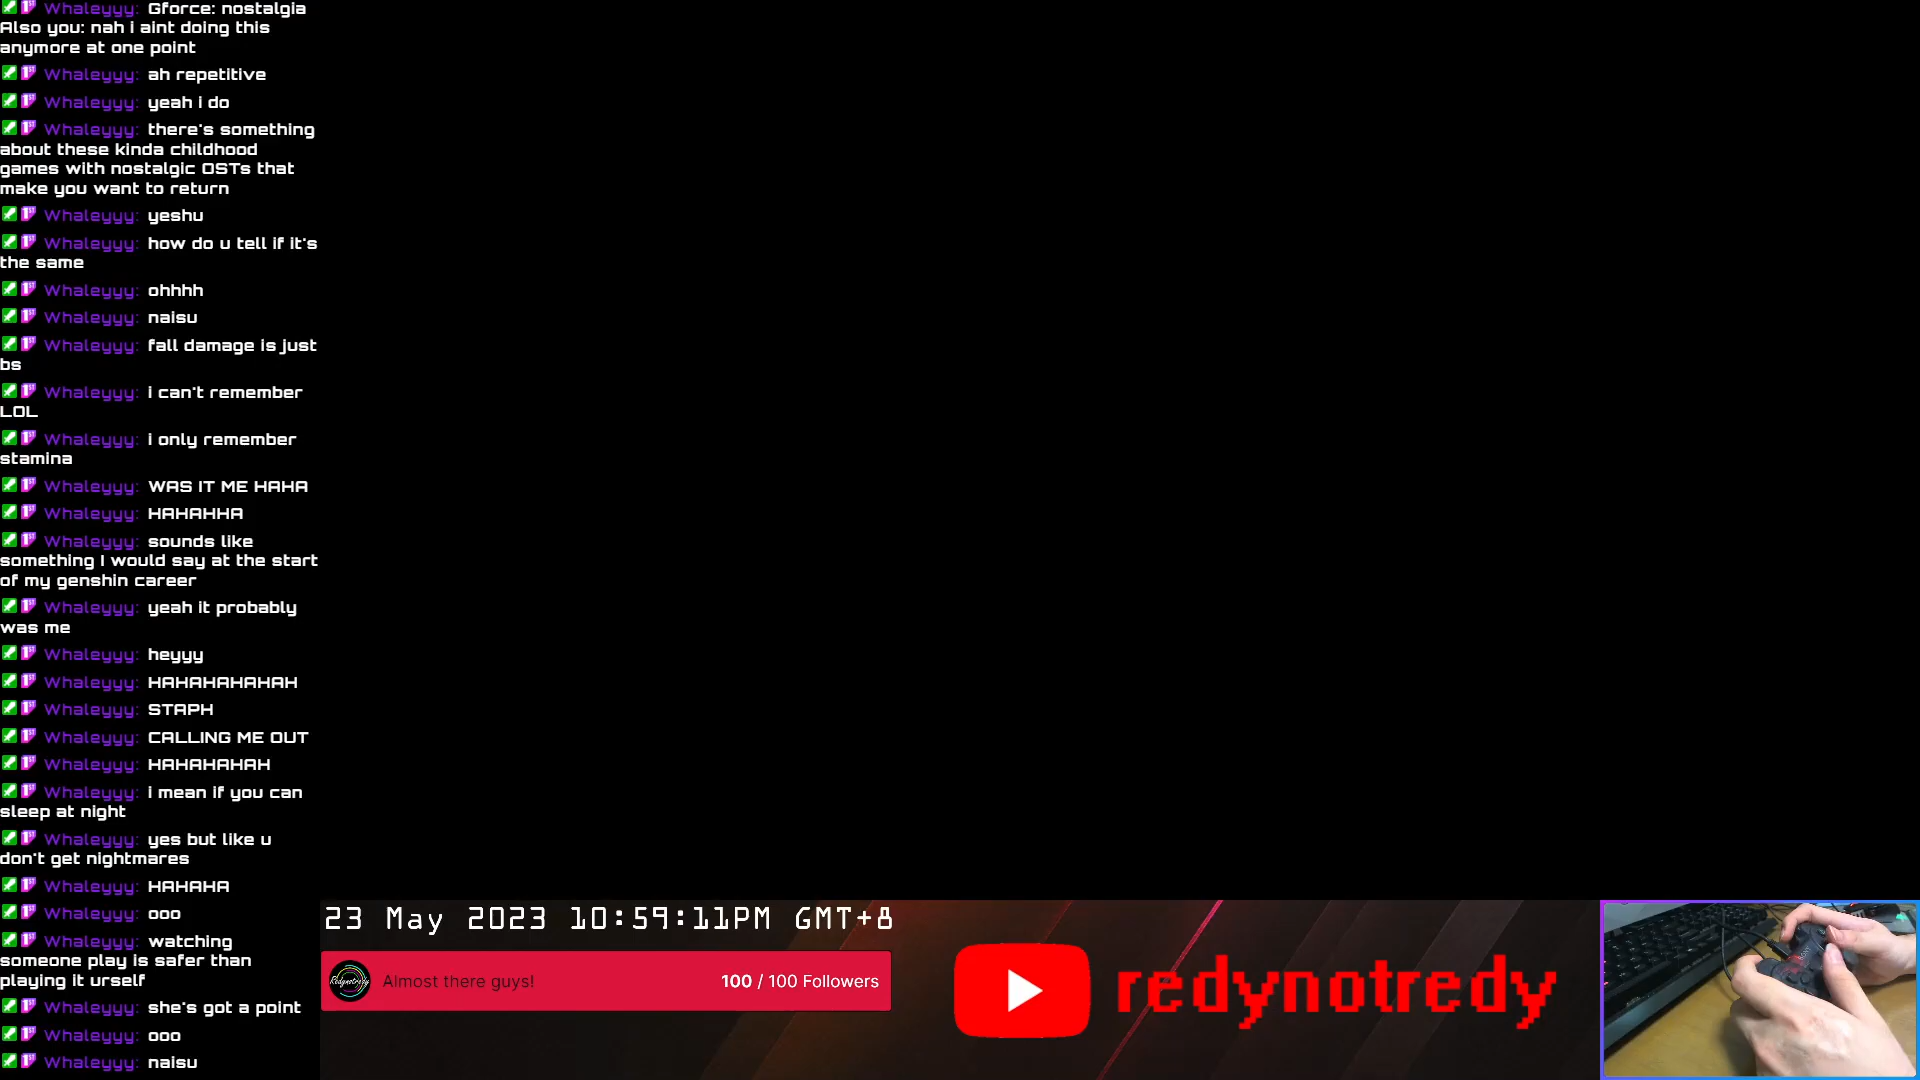 Whaleyyy: Gforce: nostalgia
Also you: nah i aint doing this
anymore at one point
Whaleyyy: ah repetitive
Whaleyyy: yeah i do
Whaleyyy: there's something
about these kinda childhood
games with nostalgic OSTs that
make you want to return
Whaleyyy: yeshu
Whaleyyy: how do u tell if it's
the same
Whaleyyy: ohhhh
Whaleyyy: naisu
Whaleyyy: fall damage is just
bs
Whaleyyy: i can't remember
LOL
Whaleyyy: i only remember
stamina
Whaleyyy: WAS IT ME HAHA
Whaleyyy: HAHAHHA
Whaleyyy: sounds like
something I would say at the start
of my genshin career
Whaleyyy: yeah it probably
was me
Whaleyyy: heyyy
Whaleyyy: HAHAHAHAHAH
Whaleyyy: STAPH
Whaleyyy: CALLING ME OUT
Whaleyyy: HAHAHAHAH
Whaleyyy: i mean if you can
sleep at night
Whaleyyy: yes but like u
don't get nightmares
Whaleyyy: HAHAHA
Whaleyyy: ooo
Whaleyyy: watching
someone play is safer than
playing it urself
Whaleyyy: she's got a point
Whaleyyy: ooo
Whaleyyy: naisu
23 May 2023 10:59:11PM GMT+8
Redynotredy
Almost there guys!
100 / 100 Followers
redynotredy